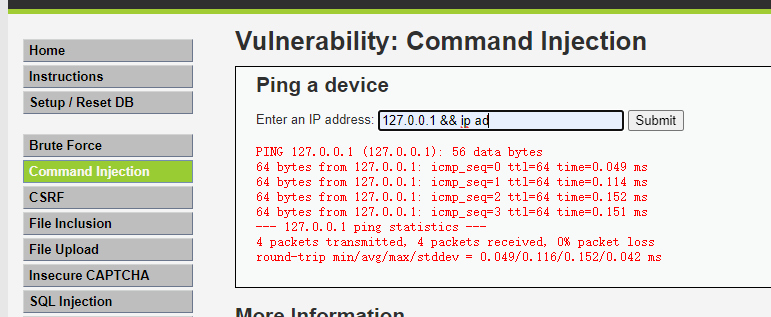 Home
Instructions
Setup / Reset DB
Brute Force
Command Injection
CSRF
File Inclusion
File Upload
Insecure CAPTCHA
SQL Injection
Vulnerability: Command Injection
Ping a device
Enter an IP address: 127.0.0.1 && ip ad Submit
PING 127.0.0.1 (127.0.0.1): 56 data bytes
64 bytes from 127.0.0.1: icmp_seq=0 ttl=64 time=0.049 ms
64 bytes from 127.0.0.1: icmp_seq=1 ttl=64 time=0.114 ms
64 bytes from 127.0.0.1: icmp_seq=2 ttl=64 time=0.152 ms
64 bytes from 127.0.0.1: icmp_seq=3 ttl=64 time=0.151 ms
--- 127.0.0.1 ping statistics ---
4 packets transmitted, 4 packets received, 0% packet loss
round-trip min/avg/max/stddev = 0.049/0.116/0.152/0.042 ms
More Information